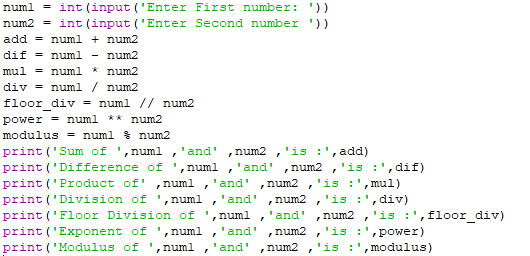 num1 = int(input('Enter First number: '))
num2 = int(input('Enter Second number '))
add = num1 + num2
dif = num1 - num2
mul = num1 * num2
div = num1 / num2
floor_div = num1 // num2
power = num1 ** num2
modulus = num1 % num2
print('Sum of ',num1 ,'and' ,num2 ,'is :',add)
print('Difference of ',num1 ,'and' ,num2 ,'is :',dif)
print('Product of' ,num1 ,'and' ,num2 ,'is :',mul)
print('Division of ',num1 ,'and' ,num2 ,'is :',div)
print('Floor Division of ',num1 ,'and' ,num2 ,'is :',floor_div)
print('Exponent of ',num1 ,'and' ,num2 ,'is :',power)
print('Modulus of ',num1 ,'and' ,num2 ,'is :',modulus)